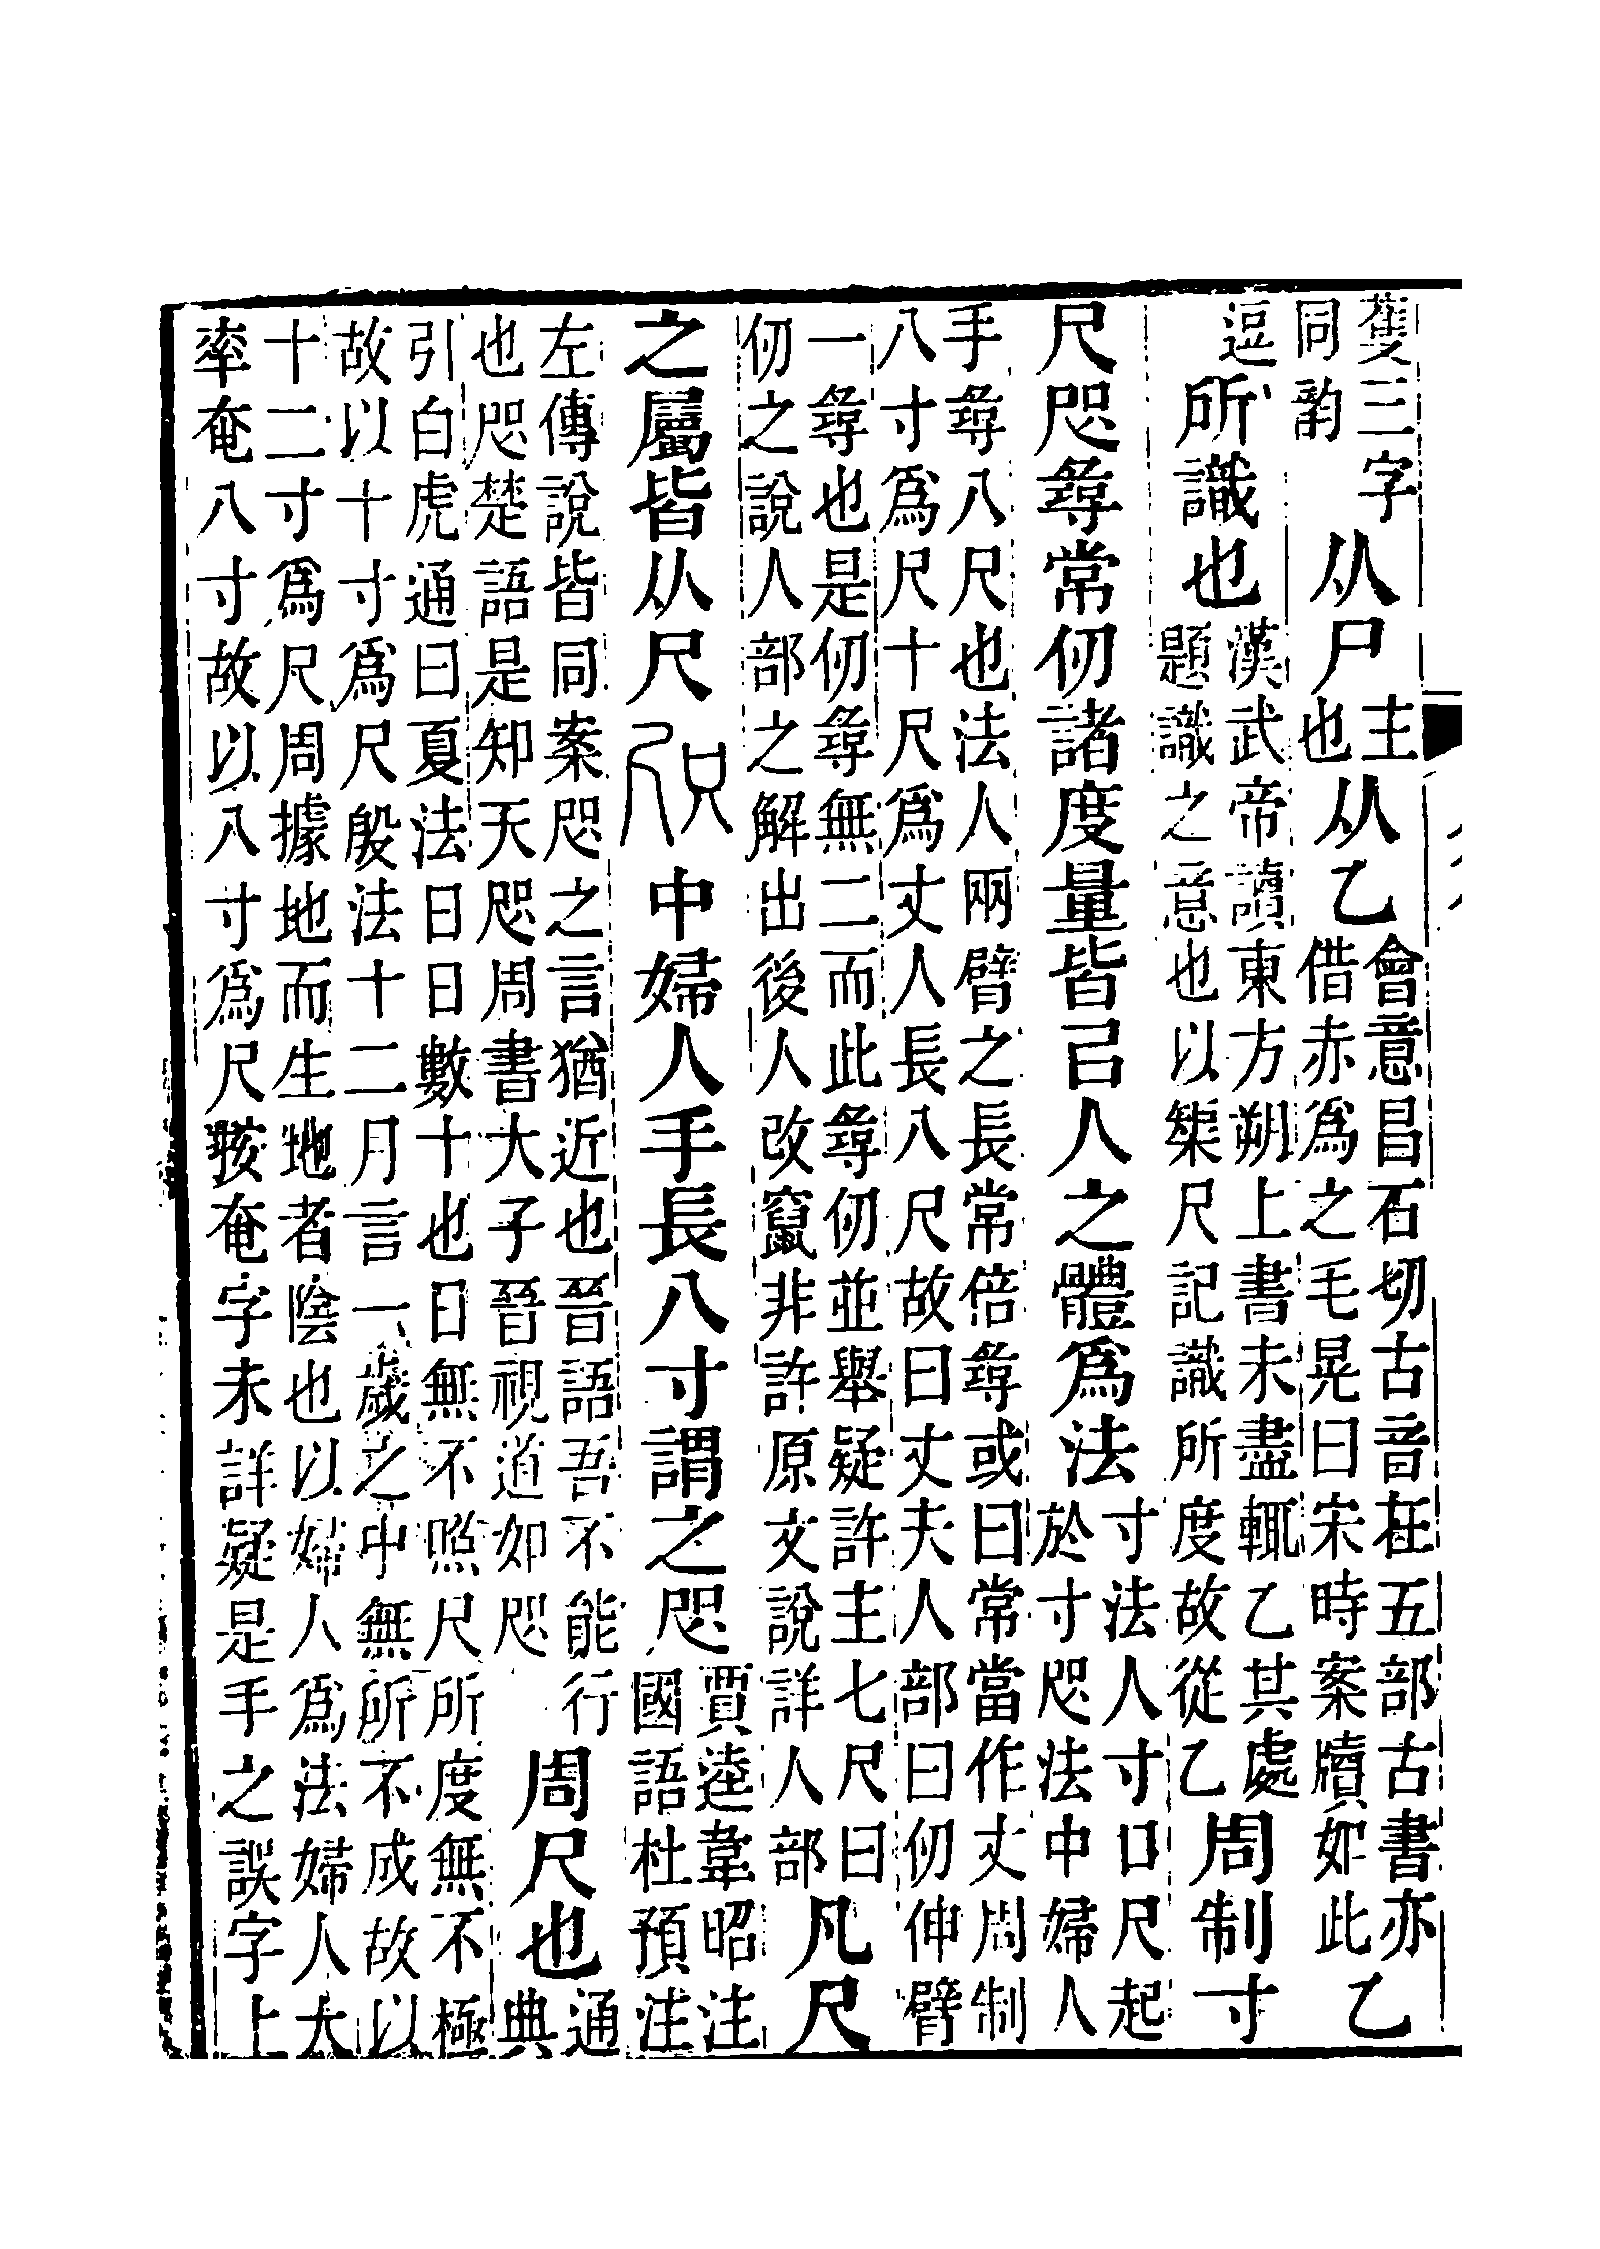 蒦三字同韵从尸主也从乙會意昌石切古音在五部古書亦借赤爲之毛晃曰宋時案牘如此乙
逗所識也漢武帝讀東方朔上書未盡輒乙其處題識之意也以榘尺記識所度故從乙周制寸
尺咫尋常仞諸度量皆㠯人之體爲法寸法人寸口尺起於寸咫法中婦人
手尋八尺也法人兩臂之長常倍尋或曰常當作丈周制八寸爲尺十尺爲丈人長八尺故曰丈夫人部曰仞伸臂
一尋也是仞尋無二而此尋仞並舉疑許主七尺曰仞之說人部之解出後人改竄非許原文說詳人部凡尺
之屬皆从尺咫中婦人手長八寸謂之咫賈逵韋昭注國語杜預注
左傳說皆同案咫之言猶近也晉語吾不能行也咫楚語是知天咫周書大子晉視道如咫周尺也通典
引白虎通曰夏法日日數十也日無不照尺所度無不極故以十寸爲尺殷法十二月言一歲之中無所不成故以
十二寸爲尺周據地而生地者陰也以婦人爲法婦人大率奄八寸故以八寸爲尺按奄字未詳疑是手之誤字上